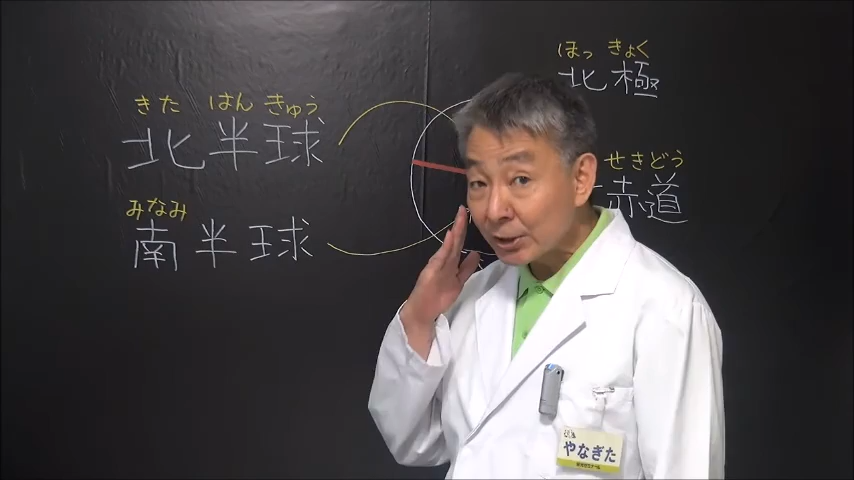 きた はん きゅう
北半球
みなみ
南半球
ほっ きょく
北極
せきどう
赤道
やなぎた